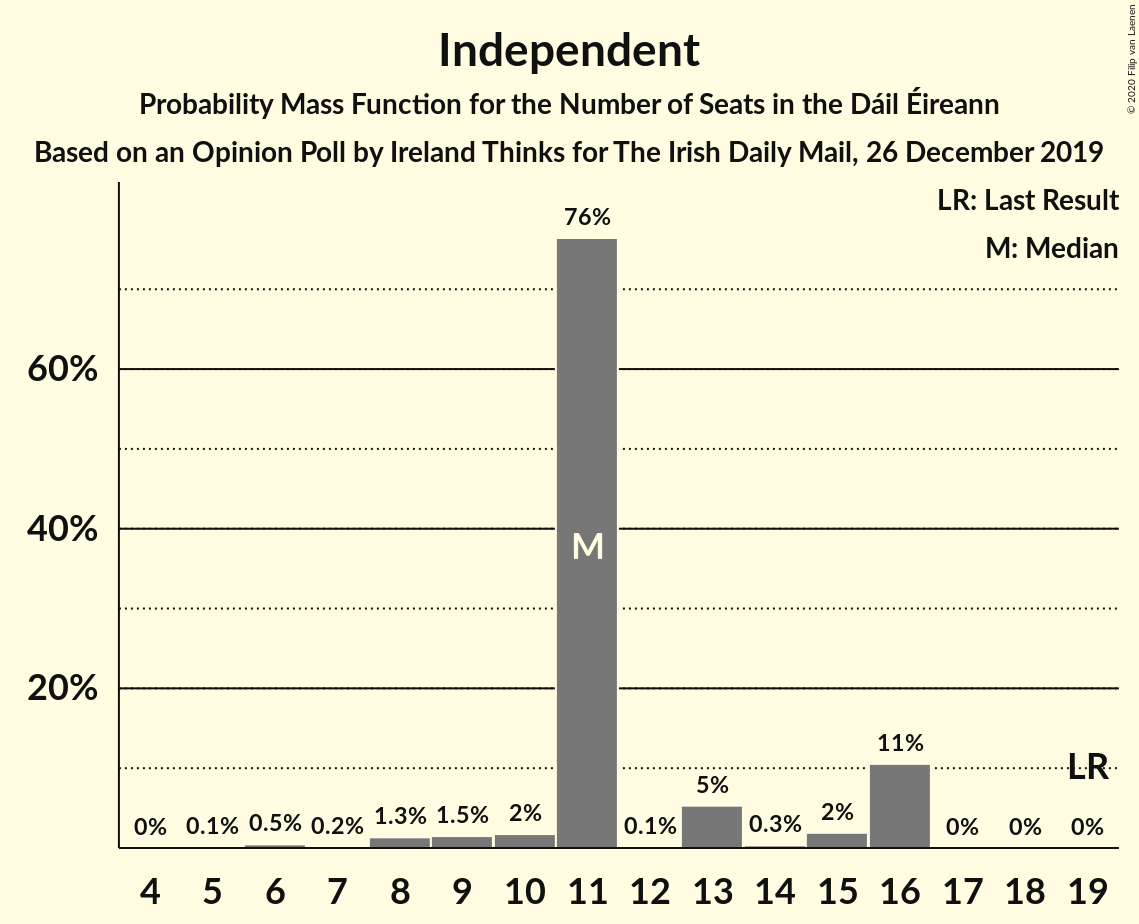 Independent
Probability Mass Function for the Number of Seats in the Dáil Éireann
Based on an Opinion Poll by Ireland Thinks for The Irish Daily Mail, 26 December 2019
© 2020 Filip van Laenen
LR: Last Result
M: Median
76%
60%
40%
M
20%
11%
LR
5%
0% 0.1% 0.5% 0.2% 1.3% 1.5% 2% 0.1% 0.3% 2% 0% 0% 0%
4 5 6 7 8 9 10 11 12 13 14 15 16 17 18 19